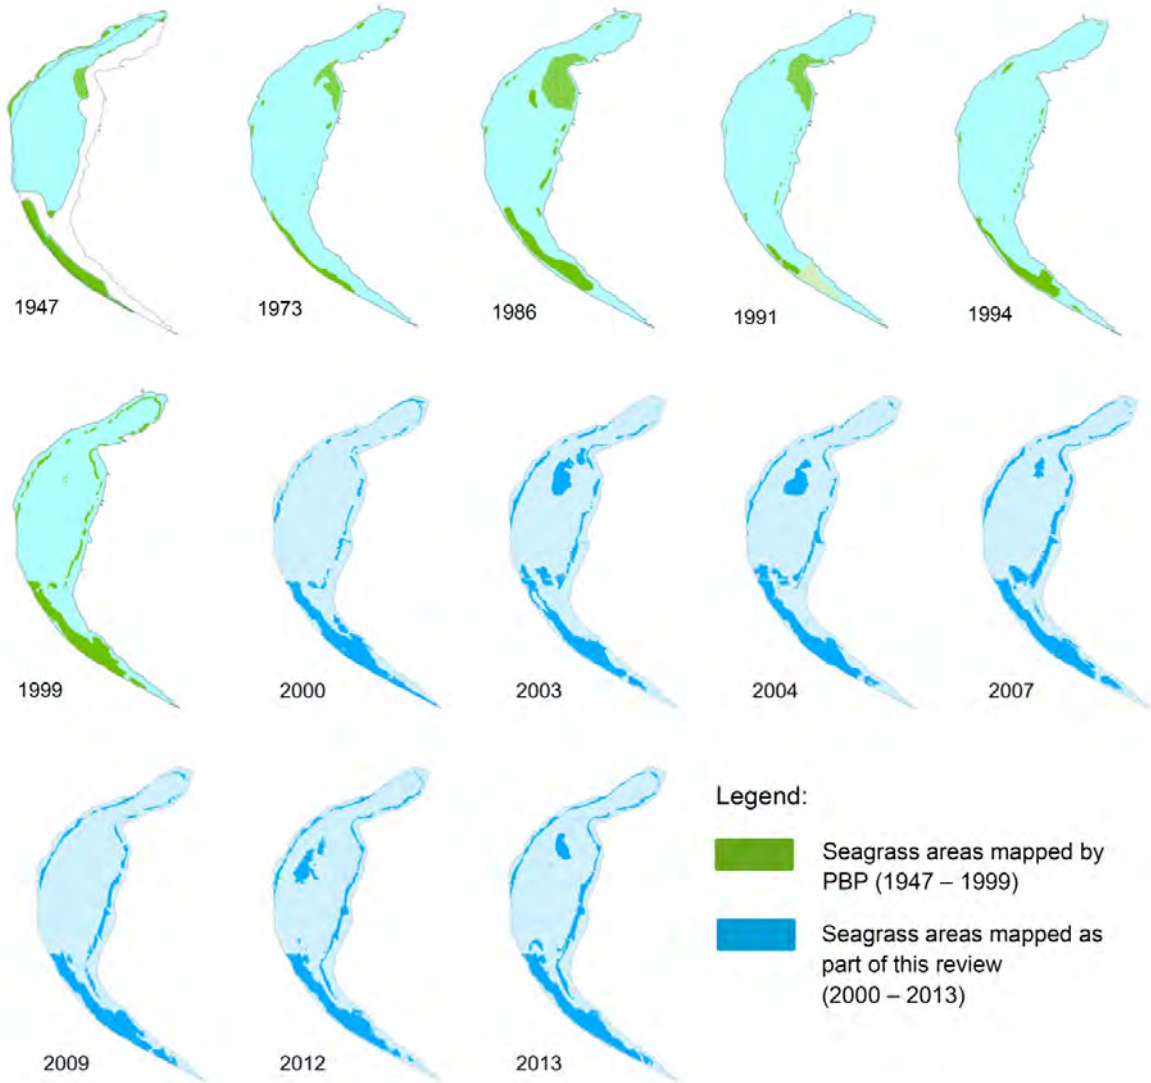 1947
1973
1986
1991
1994
1999
2000
2003
2004
2007
2009
2012
2013
Legend:
Seagrass areas mapped by
PBP (1947 – 1999)
Seagrass areas mapped as
part of this review
(2000 – 2013)